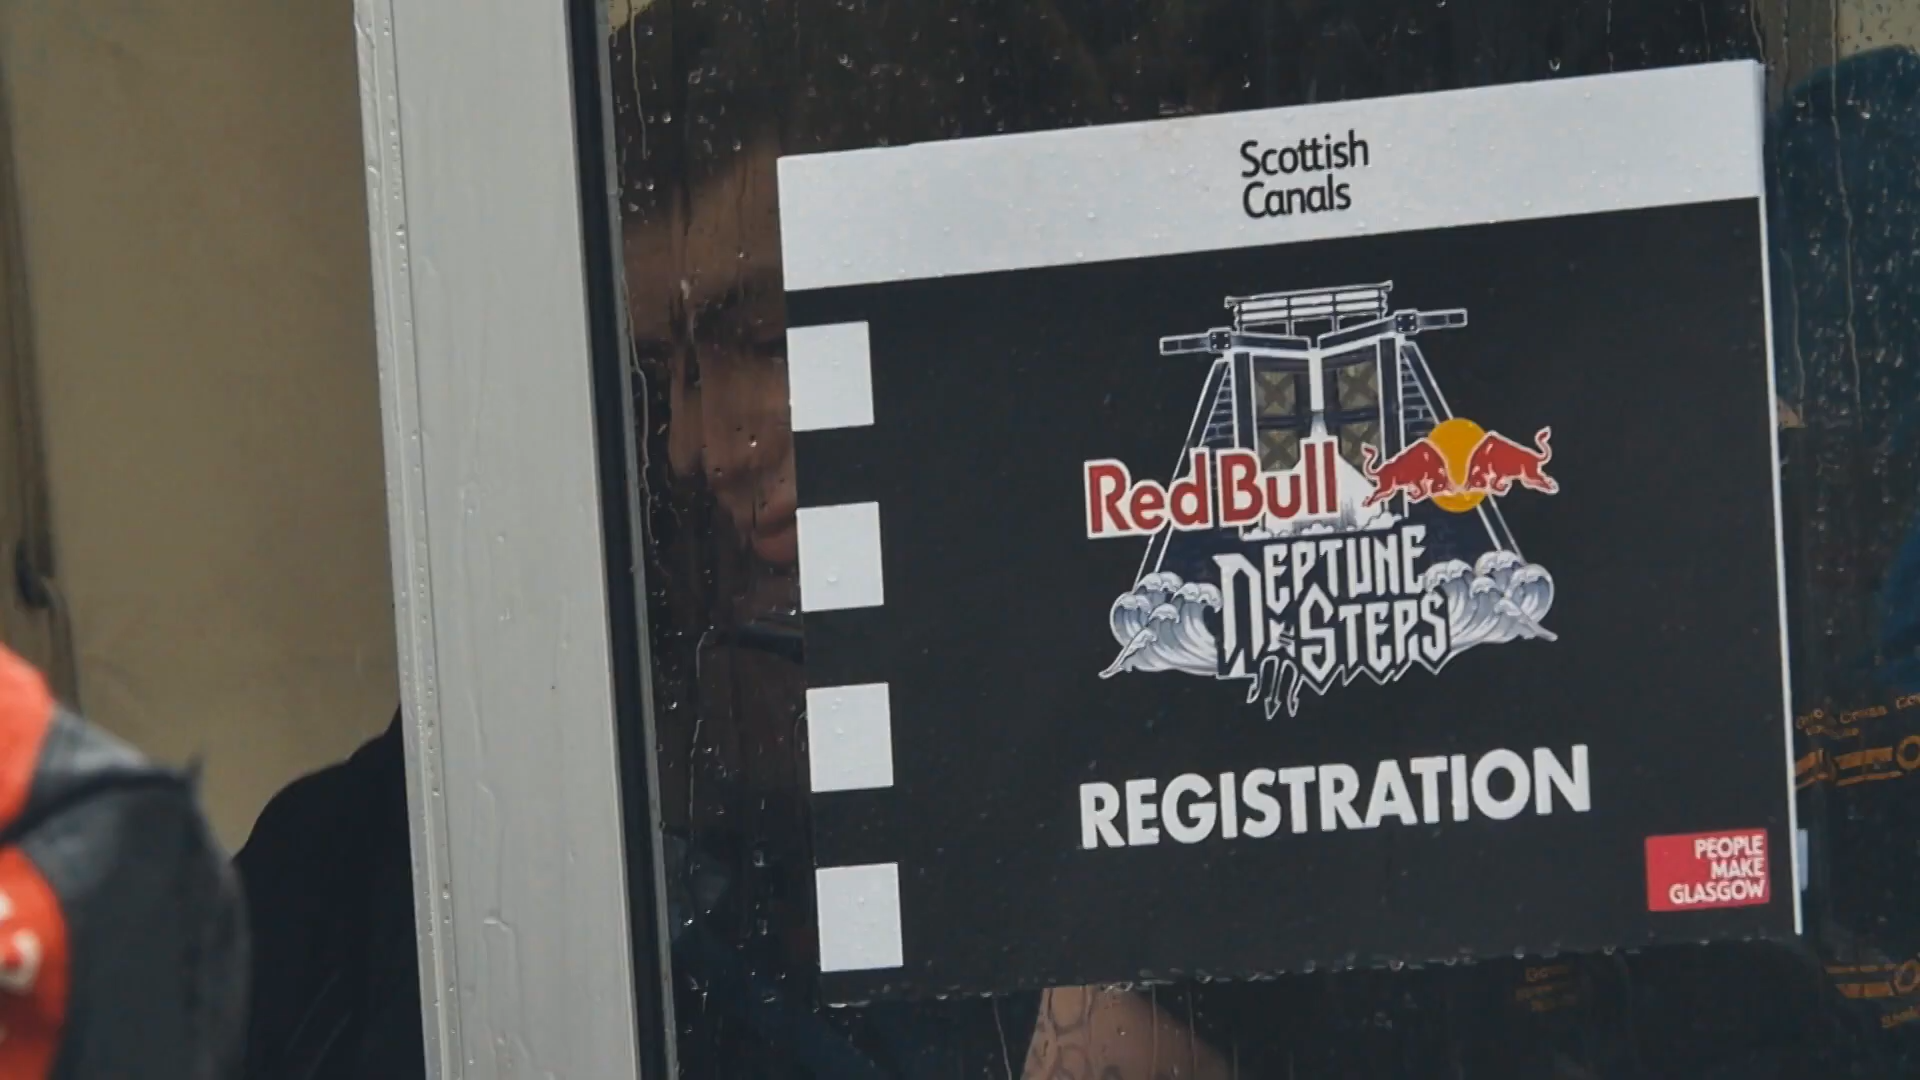 Scottish
Canals
Red Bull
NEPTUNE
STEPS
REGISTRATION
PEOPLE
MAKE
GLASGOW